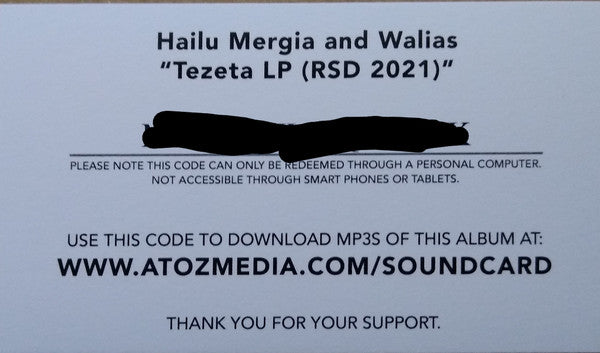 Hailu Mergia and Walias
“Tezeta LP (RSD 2021)”
PLEASE NOTE THIS CODE CAN ONLY BE REDEEMED THROUGH A PERSONAL COMPUTER.
NOT ACCESSIBLE THROUGH SMART PHONES OR TABLETS.
USE THIS CODE TO DOWNLOAD MP3S OF THIS ALBUM AT:
WWW.ATOZMEDIA.COM/SOUNDCARD
THANK YOU FOR YOUR SUPPORT.